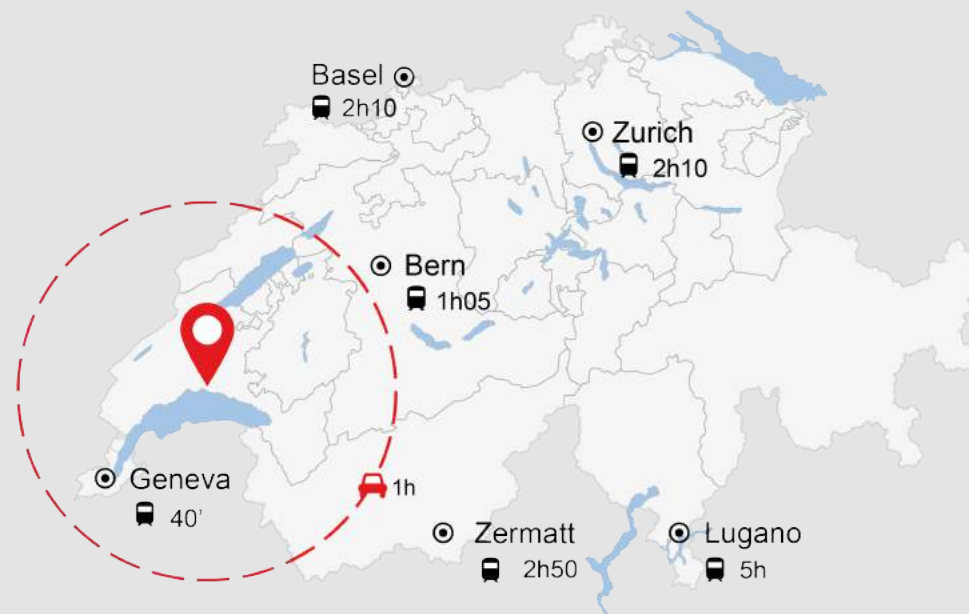 Basel
2h10
Zurich
2h10
Bern
1h05
1h
Geneva
40'
Zermatt
2h50
Lugano
5h